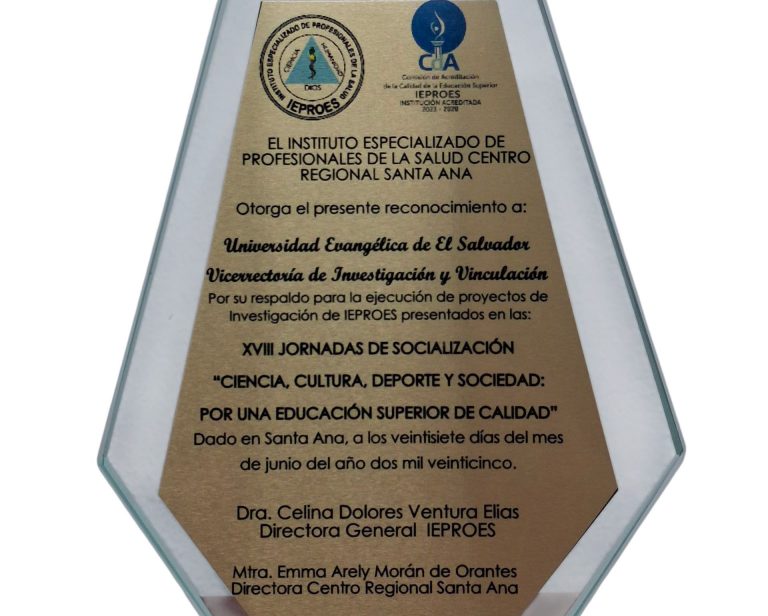 INSTITUTO ESPECIALIZADO DE PROFESIONALES DE LA SALUD
CIENCIA
HUMANISMO
DIOS
IEPROES
CdA
Comisión de Acreditación
de la Calidad de la Educación Superior
IEPROES
INSTITUCIÓN ACREDITADA
2023 - 2028
EL INSTITUTO ESPECIALIZADO DE
PROFESIONALES DE LA SALUD CENTRO
REGIONAL SANTA ANA
Otorga el presente reconocimiento a:
Universidad Evangélica de El Salvador
Vicerrectoría de Investigación y Vinculación
Por su respaldo para la ejecución de proyectos de
Investigación de IEPROES presentados en las:
XVIII JORNADAS DE SOCIALIZACIÓN
“CIENCIA, CULTURA, DEPORTE Y SOCIEDAD:
POR UNA EDUCACIÓN SUPERIOR DE CALIDAD”
Dado en Santa Ana, a los veintisiete días del mes
de junio del año dos mil veinticinco.
Dra. Celina Dolores Ventura Elias
Directora General IEPROES
Mtra. Emma Arely Morán de Orantes
Directora Centro Regional Santa Ana